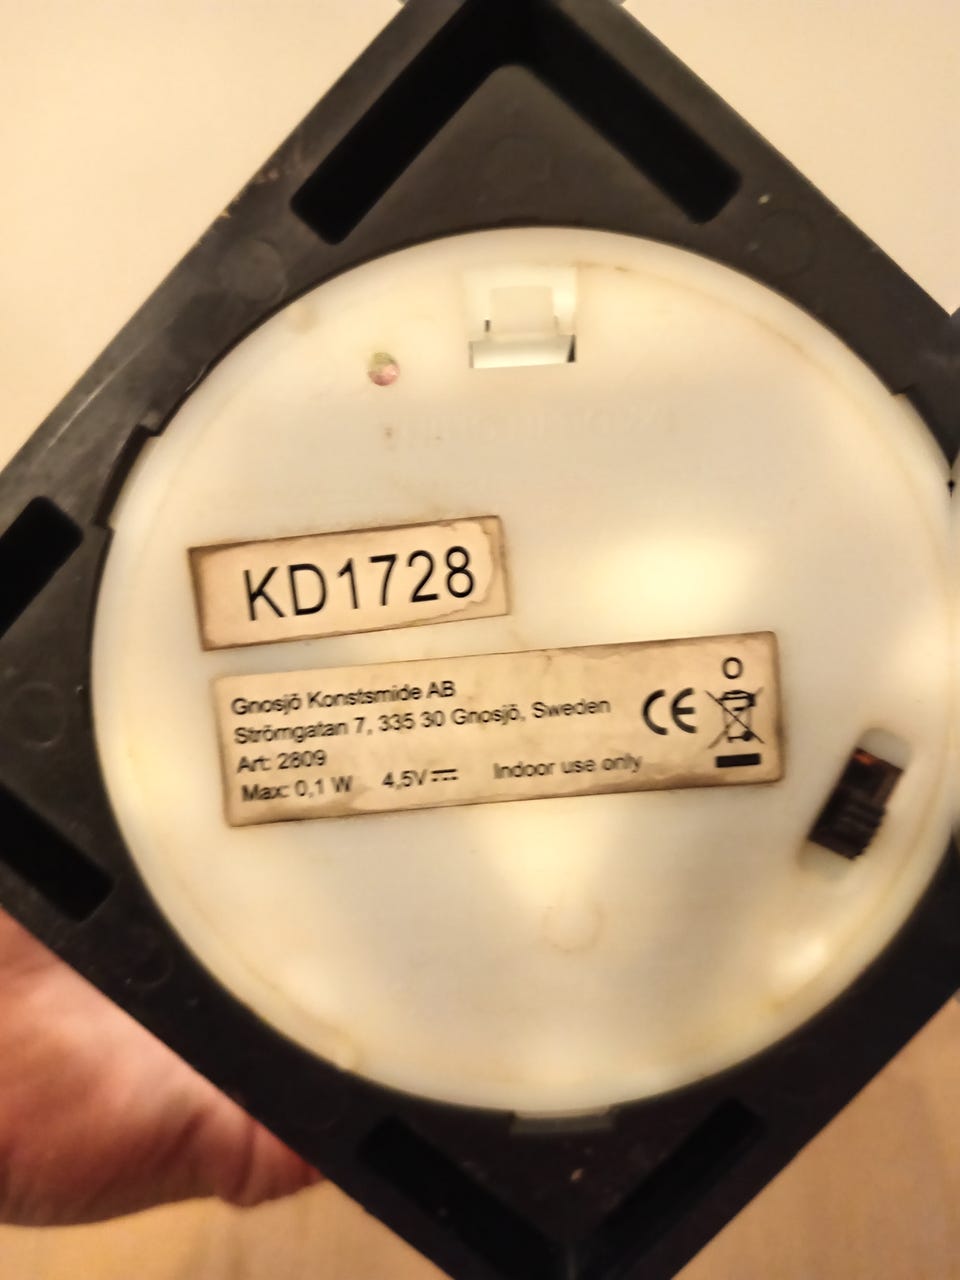 KD1728
Gnosjö Konstsmide AB
Strömgatan 7, 335 30 Gnosjö, Sweden
Art: 2809
Max: 0,1 W 4,5V Indoor use only
CE